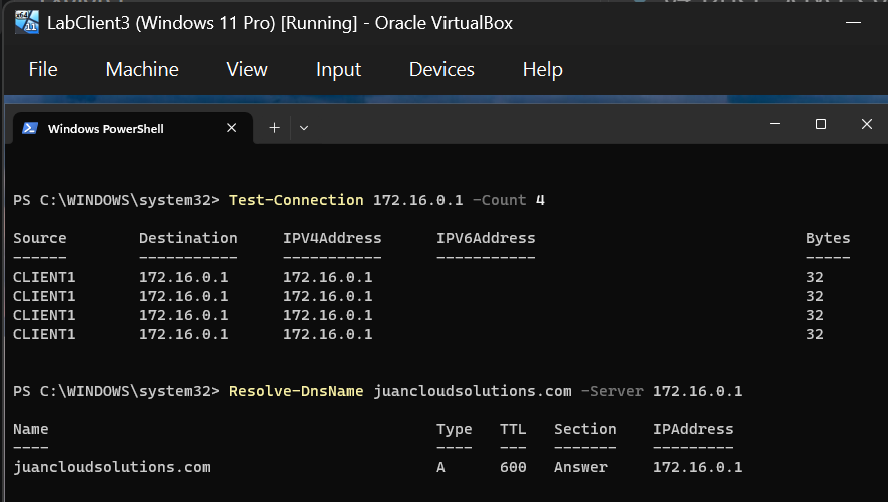 LabClient3 (Windows 11 Pro) [Running] - Oracle VirtualBox
File Machine View Input Devices Help
Windows PowerShell
PS C:\WINDOWS\system32> Test-Connection 172.16.0.1 -Count 4
Source Destination IPV4Address IPV6Address Bytes
------ ----------- ----------- ----------- -----
CLIENT1 172.16.0.1 172.16.0.1 32
CLIENT1 172.16.0.1 172.16.0.1 32
CLIENT1 172.16.0.1 172.16.0.1 32
CLIENT1 172.16.0.1 172.16.0.1 32
PS C:\WINDOWS\system32> Resolve-DnsName juancloudsolutions.com -Server 172.16.0.1
Name Type TTL Section IPAddress
---- ---- --- ------- ---------
juancloudsolutions.com A 600 Answer 172.16.0.1